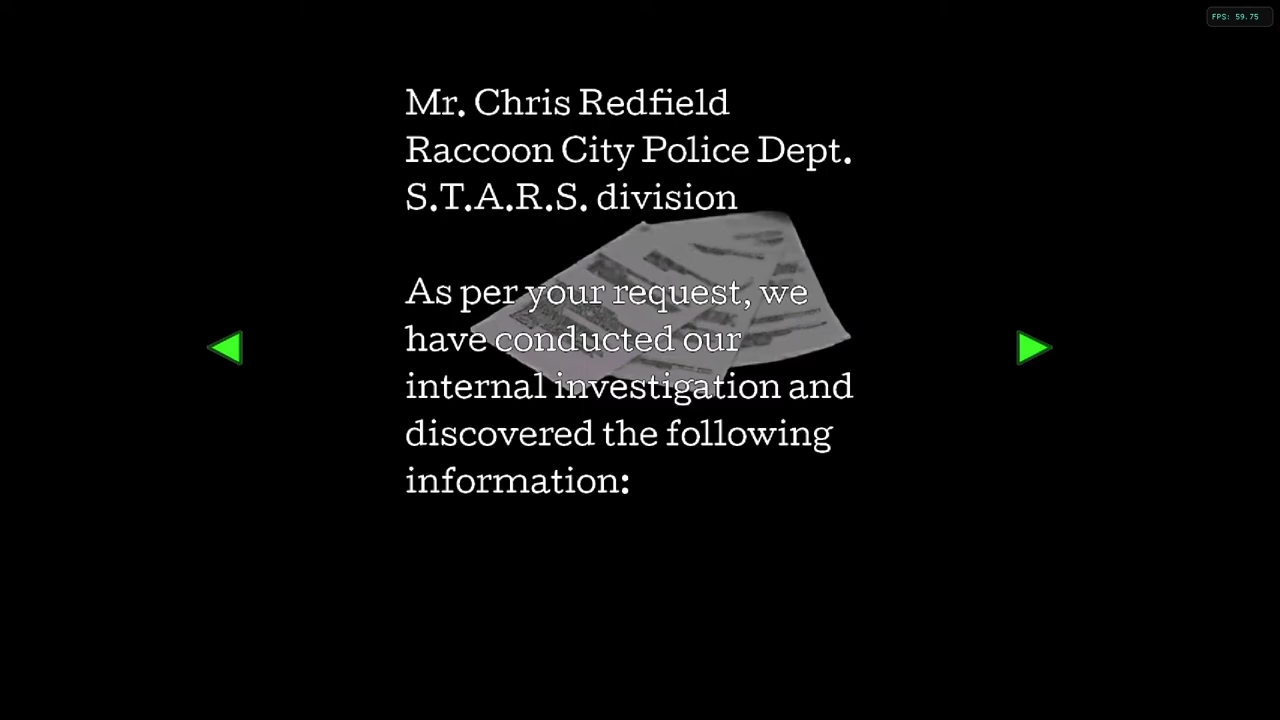 FPS: 59.75
Mr. Chris Redfield
Raccoon City Police Dept.
S.T.A.R.S. division
As per your request, we
have conducted our
internal investigation and
discovered the following
information: